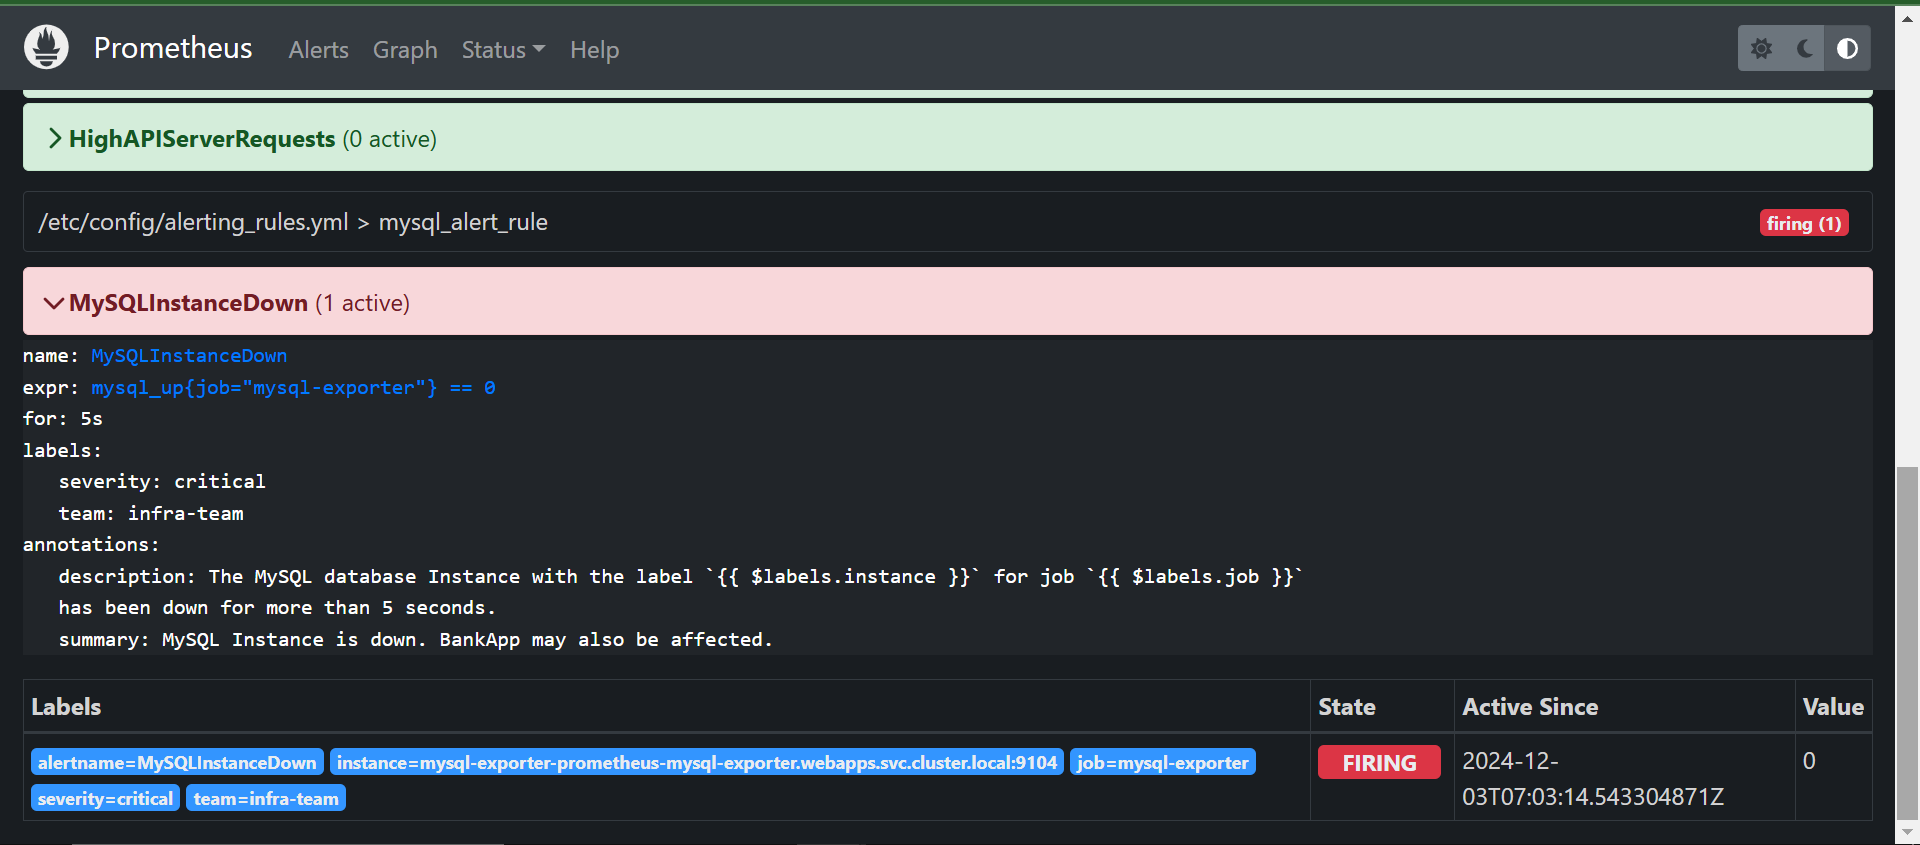 Prometheus Alerts Graph Status Help
HighAPIServerRequests (0 active)
/etc/config/alerting_rules.yml > mysql_alert_rule firing (1)
MySQLInstanceDown (1 active)
name: MySQLInstanceDown
expr: mysql_up{job="mysql-exporter"} == 0
for: 5s
labels:
severity: critical
team: infra-team
annotations:
description: The MySQL database Instance with the label `{{ $labels.instance }}` for job `{{ $labels.job }}`
has been down for more than 5 seconds.
summary: MySQL Instance is down. BankApp may also be affected.
Labels State Active Since Value
alertname=MySQLInstanceDown instance=mysql-exporter-prometheus-mysql-exporter.webapps.svc.cluster.local:9104 job=mysql-exporter FIRING 2024-12- 0
severity=critical team=infra-team 03T07:03:14.543304871Z